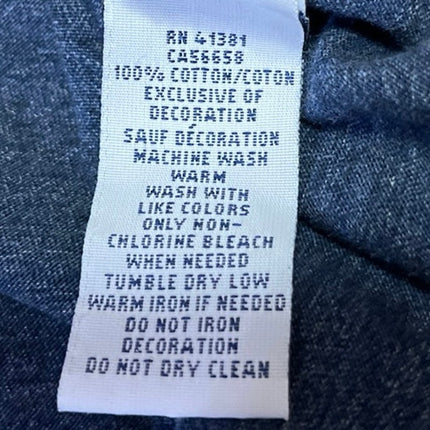 RN 41381
CA56658
100% COTTON/COTON
EXCLUSIVE OF
DECORATION
SAUF DÉCORATION
MACHINE WASH
WARM
WASH WITH
LIKE COLORS
ONLY NON-
CHLORINE BLEACH
WHEN NEEDED
TUMBLE DRY LOW
WARM IRON IF NEEDED
DO NOT IRON
DECORATION
DO NOT DRY CLEAN